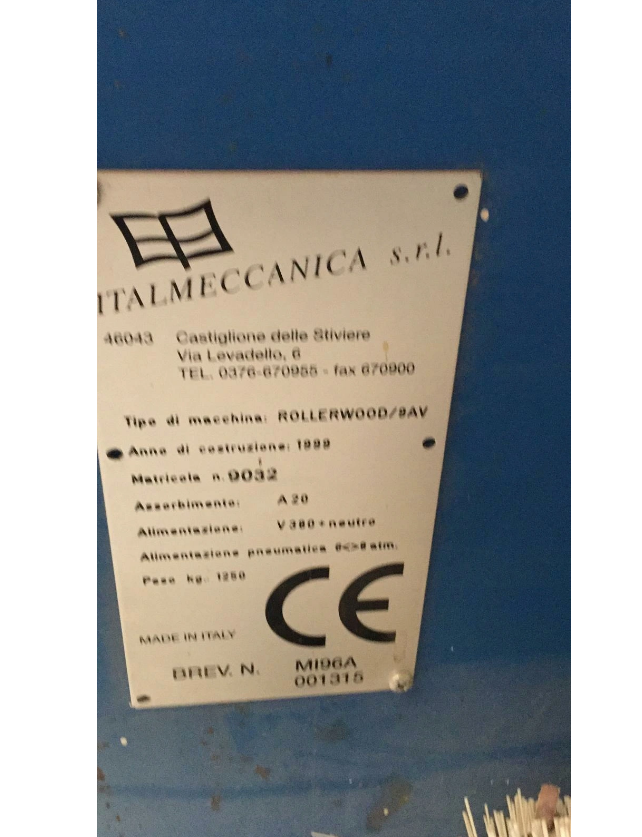 ITALMECCANICA s.r.l.
46043 Castiglione delle Stiviere
Via Levadello, 6
TEL. 0376-670955 - fax 670900
Tipo di macchina: ROLLERWOOD/9AV
Anno di costruzione: 1999
Matricola n. 9032
Assorbimento: A 20
Alimentazione: V 380 + neutro
Alimentazione pneumatica 6<>8 atm.
Peso kg.: 1250
CE
MADE IN ITALY
BREV. N. MI96A
001315